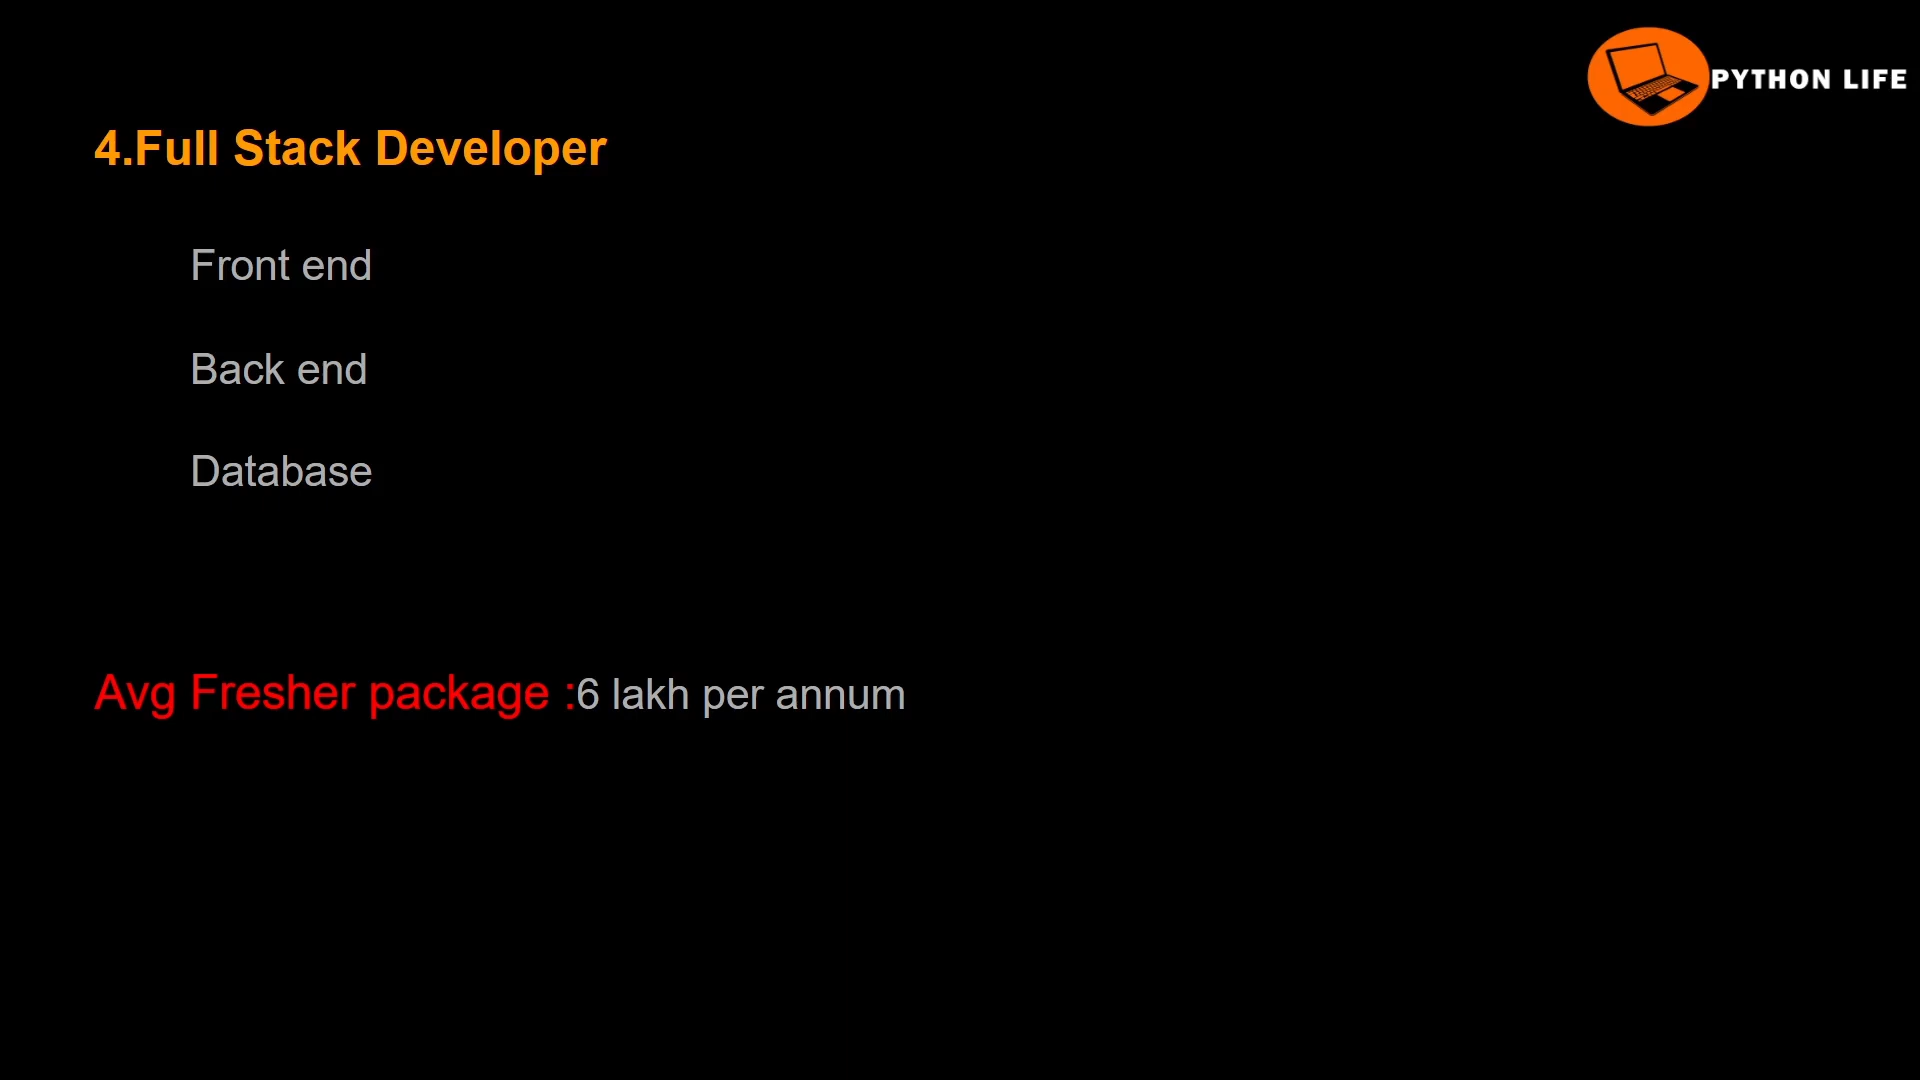 PYTHON LIFE
4.Full Stack Developer
Front end
Back end
Database
Avg Fresher package :6 lakh per annum